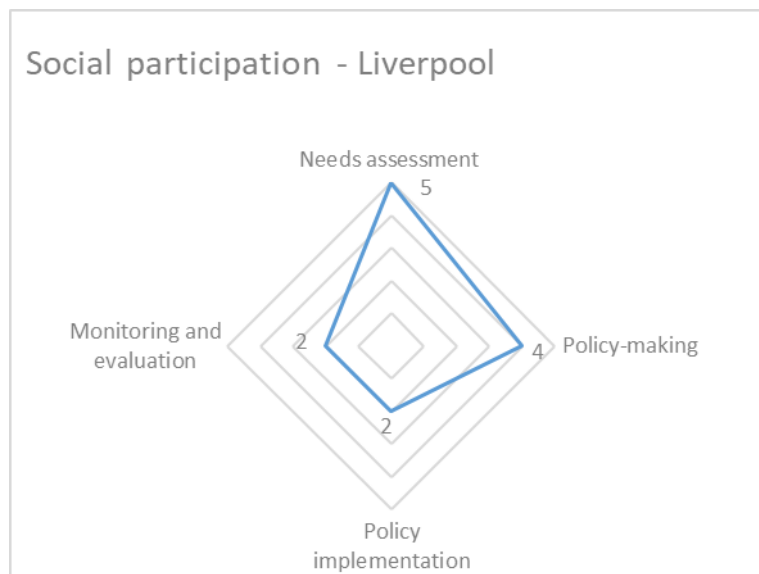 Social participation - Liverpool
Needs assessment
5
Monitoring and
evaluation
2
4
Policy-making
2
Policy
implementation